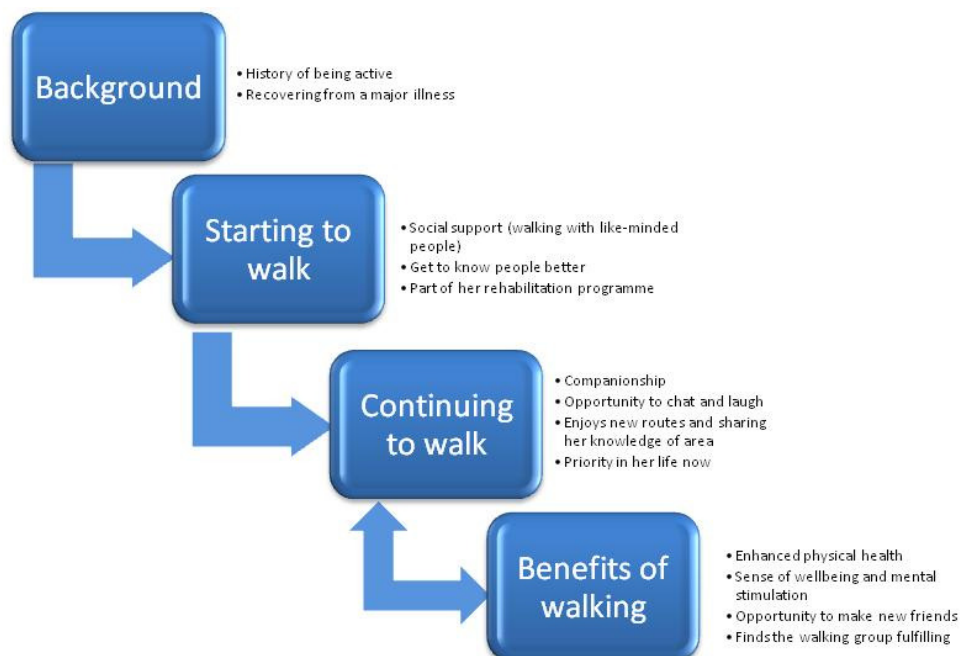 Background
• History of being active
• Recovering from a major illness
Starting to
walk
• Social support (walking with like-minded
people)
• Get to know people better
• Part of her rehabilitation programme
Continuing
to walk
• Companionship
• Opportunity to chat and laugh
• Enjoys new routes and sharing
her knowledge of area
• Priority in her life now
Benefits of
walking
• Enhanced physical health
• Sense of wellbeing and mental
stimulation
• Opportunity to make new friends
• Finds the walking group fulfilling